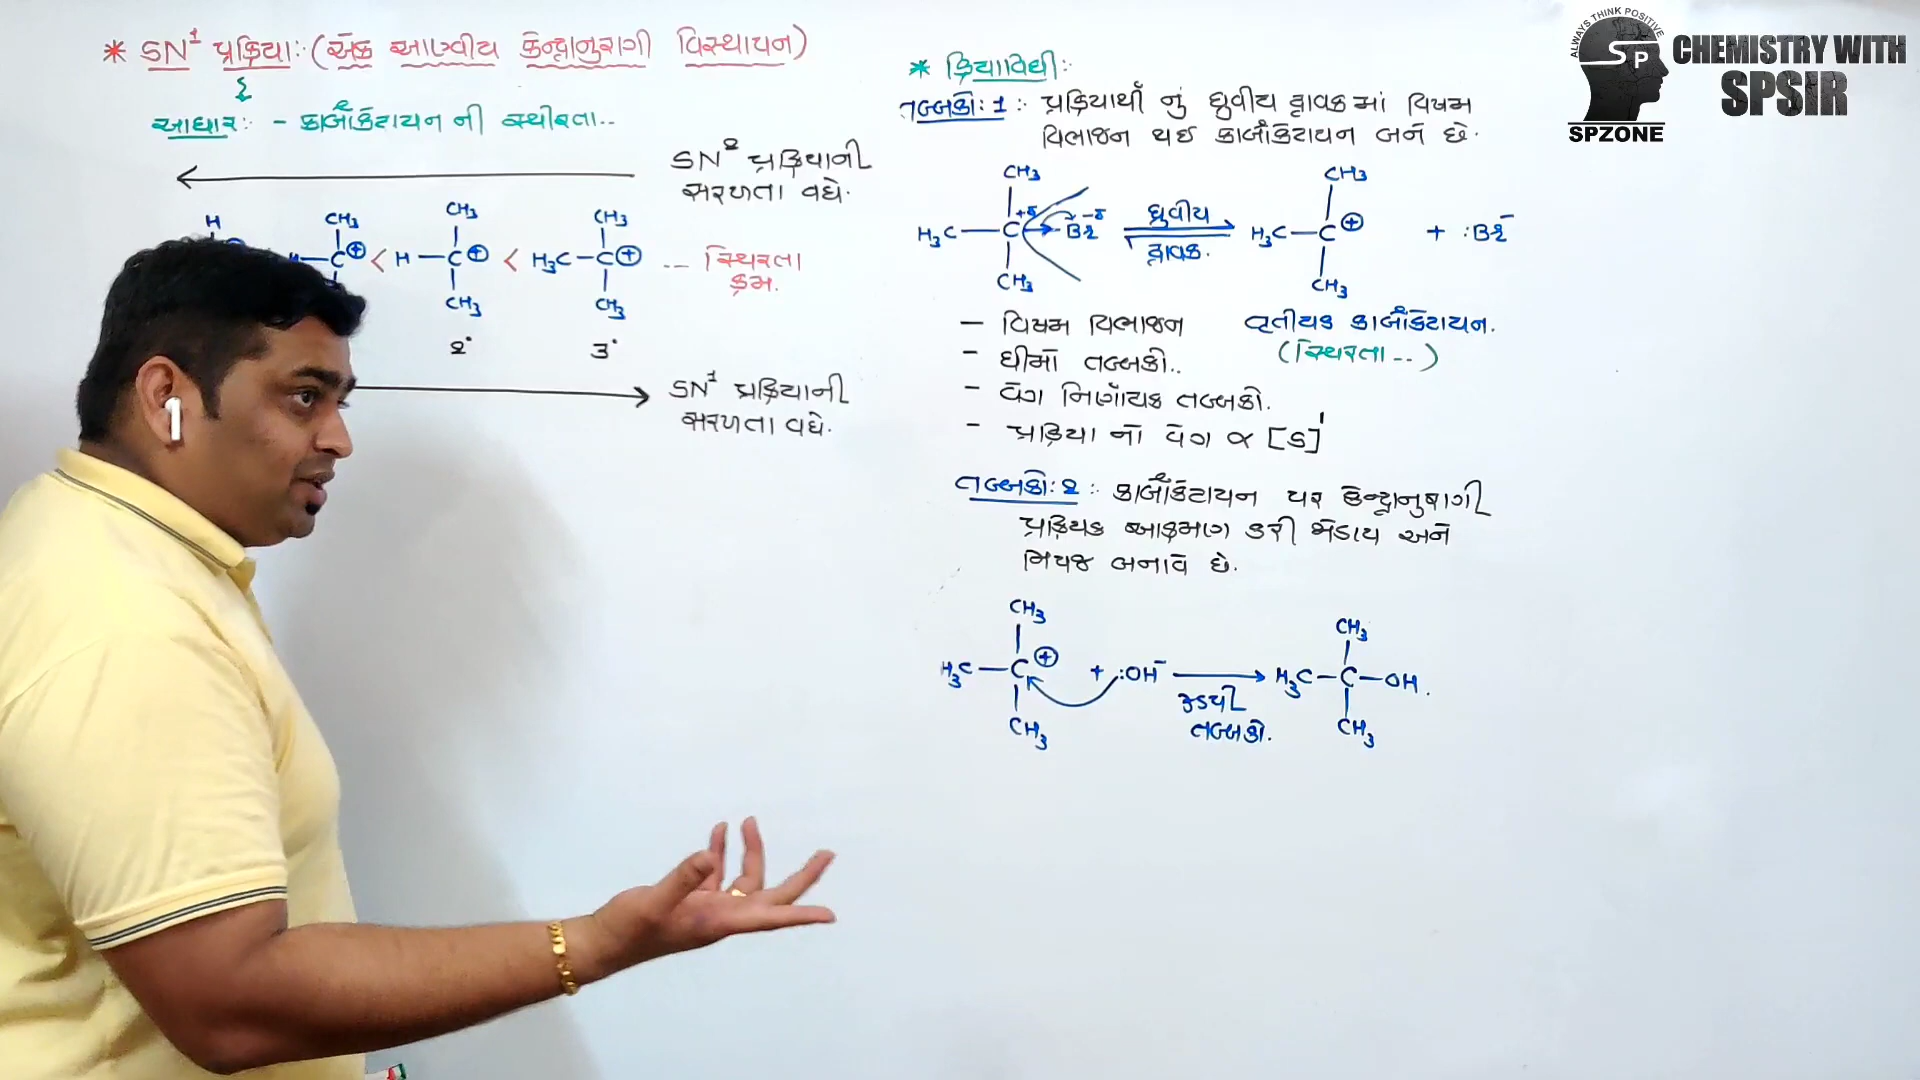 * SN¹ પ્રક્રિયા:- (એક આણ્વીય કેન્દ્રાનુરાગી વિસ્થાપન)
આધાર:- - કાર્બોકેટાયન ની સ્થીરતા..
SN² પ્રક્રિયાની
સરળતા વધે.
H
CH₃
CH₃
CH₃
C⊕ < H—C⊕ < H₃C—C⊕ ... સ્થિરતા
ક્રમ.
CH₃
CH₃
2°
3°
SN¹ પ્રક્રિયાની
સરળતા વધે.
* ક્રિયાવિધી:-
તબક્કો: 1 :- પ્રક્રિયાર્થી નું ધ્રુવીય દ્રાવક માં વિષમ
વિભાજન થઈ કાર્બોકેટાયન બને છે.
CH₃
CH₃
H₃C—C^{+δ}—Br^{-δ} ધ્રુવીય H₃C—C⊕ + :Br⁻
દ્રાવક.
CH₃
CH₃
- વિષમ વિભાજન
તૃતીયક કાર્બોકેટાયન.
- ધીમો તબક્કો..
(સ્થિરતા...)
- વેગ નિર્ણાયક તબક્કો.
- પ્રક્રિયા નો વેગ ∝ [S]¹
તબક્કો: 2 :- કાર્બોકેટાયન પર કેન્દ્રાનુરાગી
પ્રક્રિયક આક્રમણ કરી જોડાય અને
નિપજ બનાવે છે.
CH₃
CH₃
H₃C—C⊕ + :OH⁻ → H₃C—C—OH.
ઝડપી
તબક્કો.
CH₃
CH₃
ALWAYS THINK POSITIVE
SP
SPZONE
CHEMISTRY WITH
SPSIR